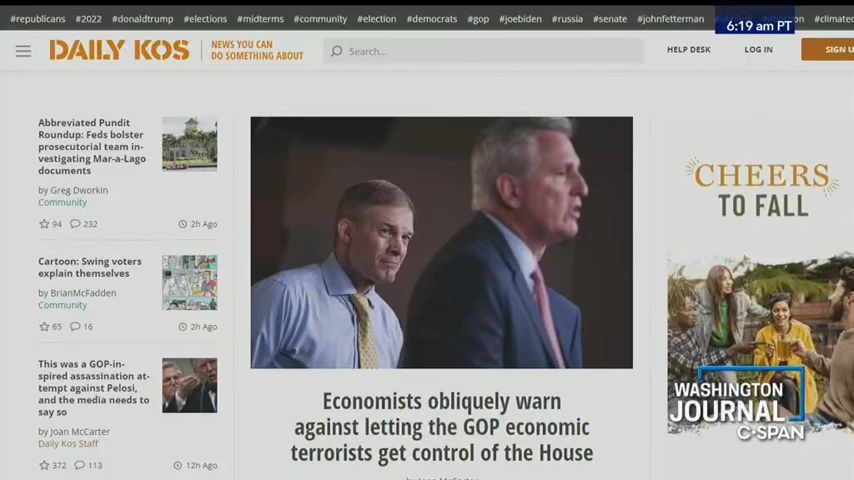 #republicans #2022 #donaldtrump #elections #midterms #community #election #democrats #gop #joebiden #russia #senate #johnfetterman
6:19 am PT
DAILY KOS
NEWS YOU CAN
DO SOMETHING ABOUT
Search...
HELP DESK
LOG IN
SIGN U
Abbreviated Pundit
Roundup: Feds bolster
prosecutorial team in-
vestigating Mar-a-Lago
documents
by Greg Dworkin
Community
94 232 2h Ago
Cartoon: Swing voters
explain themselves
by BrianMcFadden
Community
65 16 2h Ago
This was a GOP-in-
spired assassination at-
tempt against Pelosi,
and the media needs to
say so
by Joan McCarter
Daily Kos Staff
372 113 12h Ago
Economists obliquely warn
against letting the GOP economic
terrorists get control of the House
CHEERS
TO FALL
WASHINGTON
JOURNAL
C-SPAN